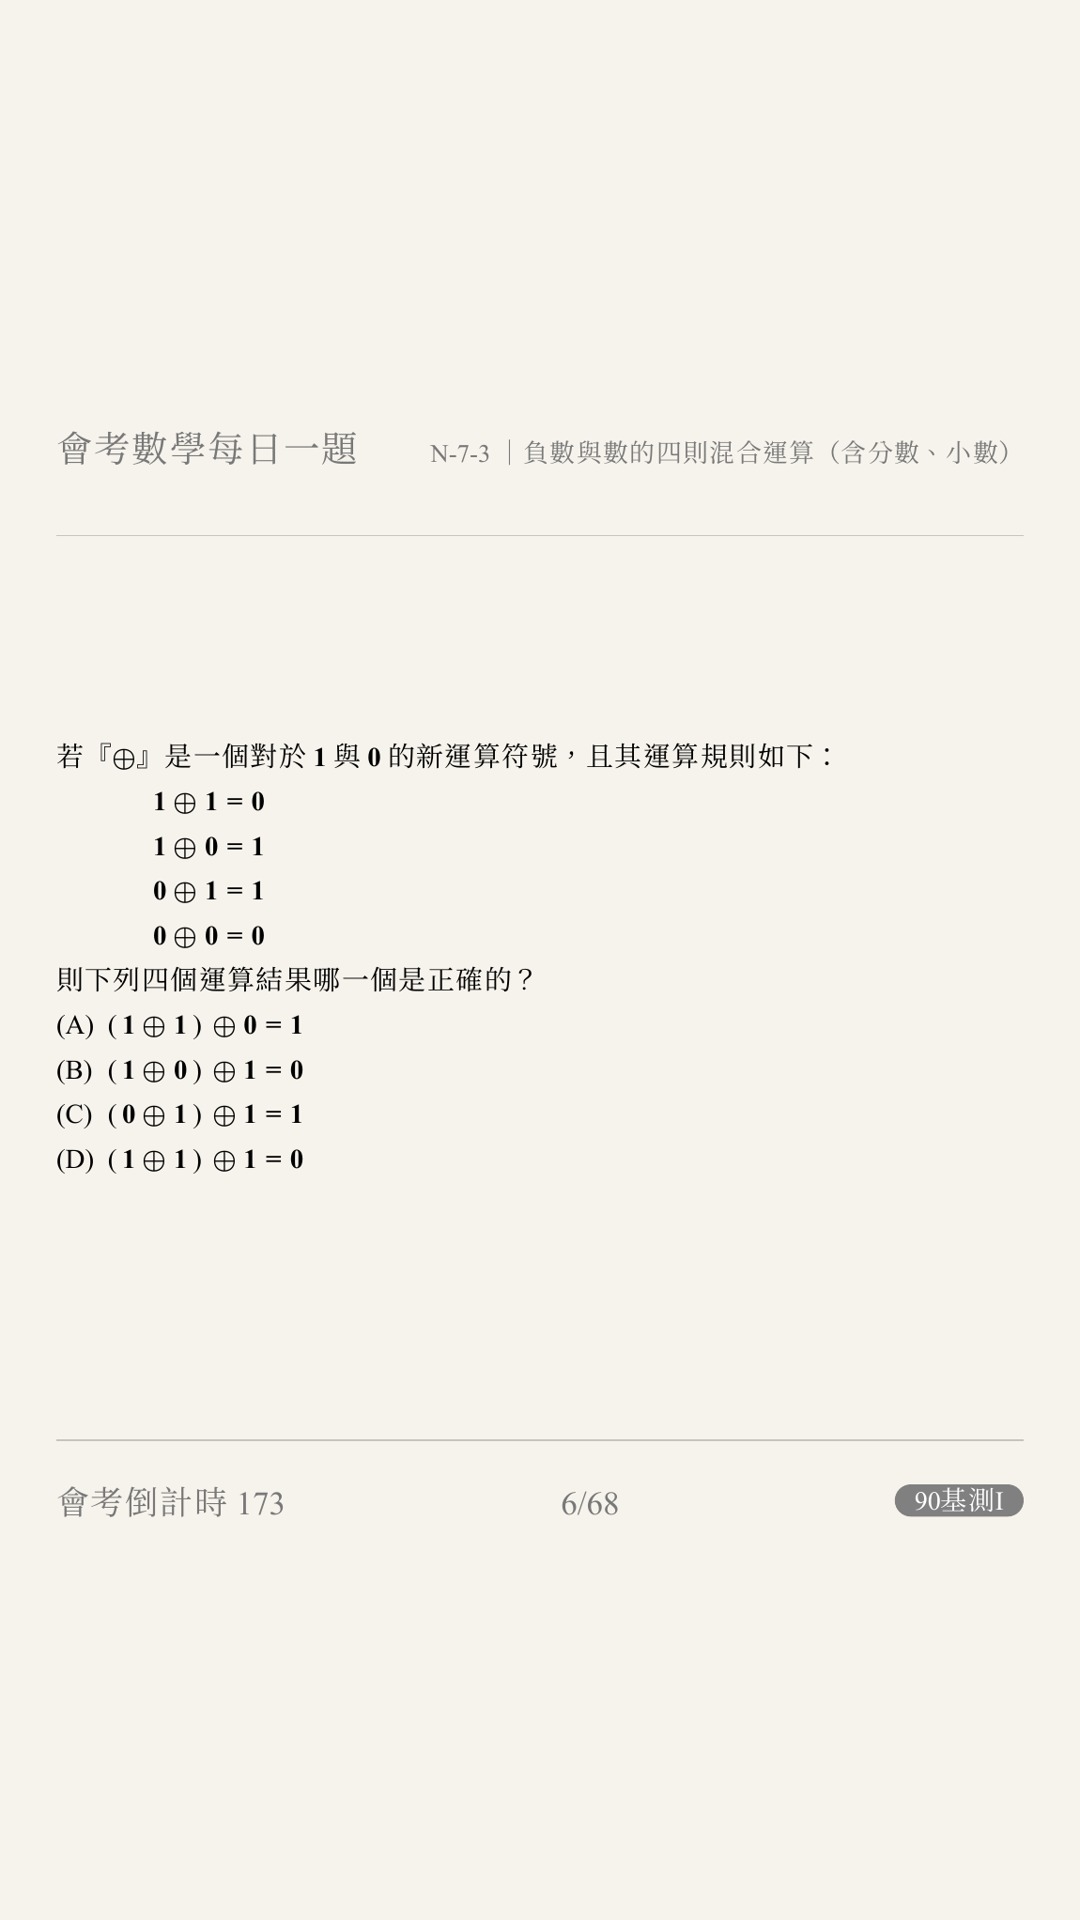 會考數學每日一題
N-7-3｜負數與數的四則混合運算（含分數、小數）
若『⊕』是一個對於 1 與 0 的新運算符號，且其運算規則如下：
1 ⊕ 1 = 0
1 ⊕ 0 = 1
0 ⊕ 1 = 1
0 ⊕ 0 = 0
則下列四個運算結果哪一個是正確的？
(A) ( 1 ⊕ 1 ) ⊕ 0 = 1
(B) ( 1 ⊕ 0 ) ⊕ 1 = 0
(C) ( 0 ⊕ 1 ) ⊕ 1 = 1
(D) ( 1 ⊕ 1 ) ⊕ 1 = 0
會考倒計時 173
6/68
90基測I